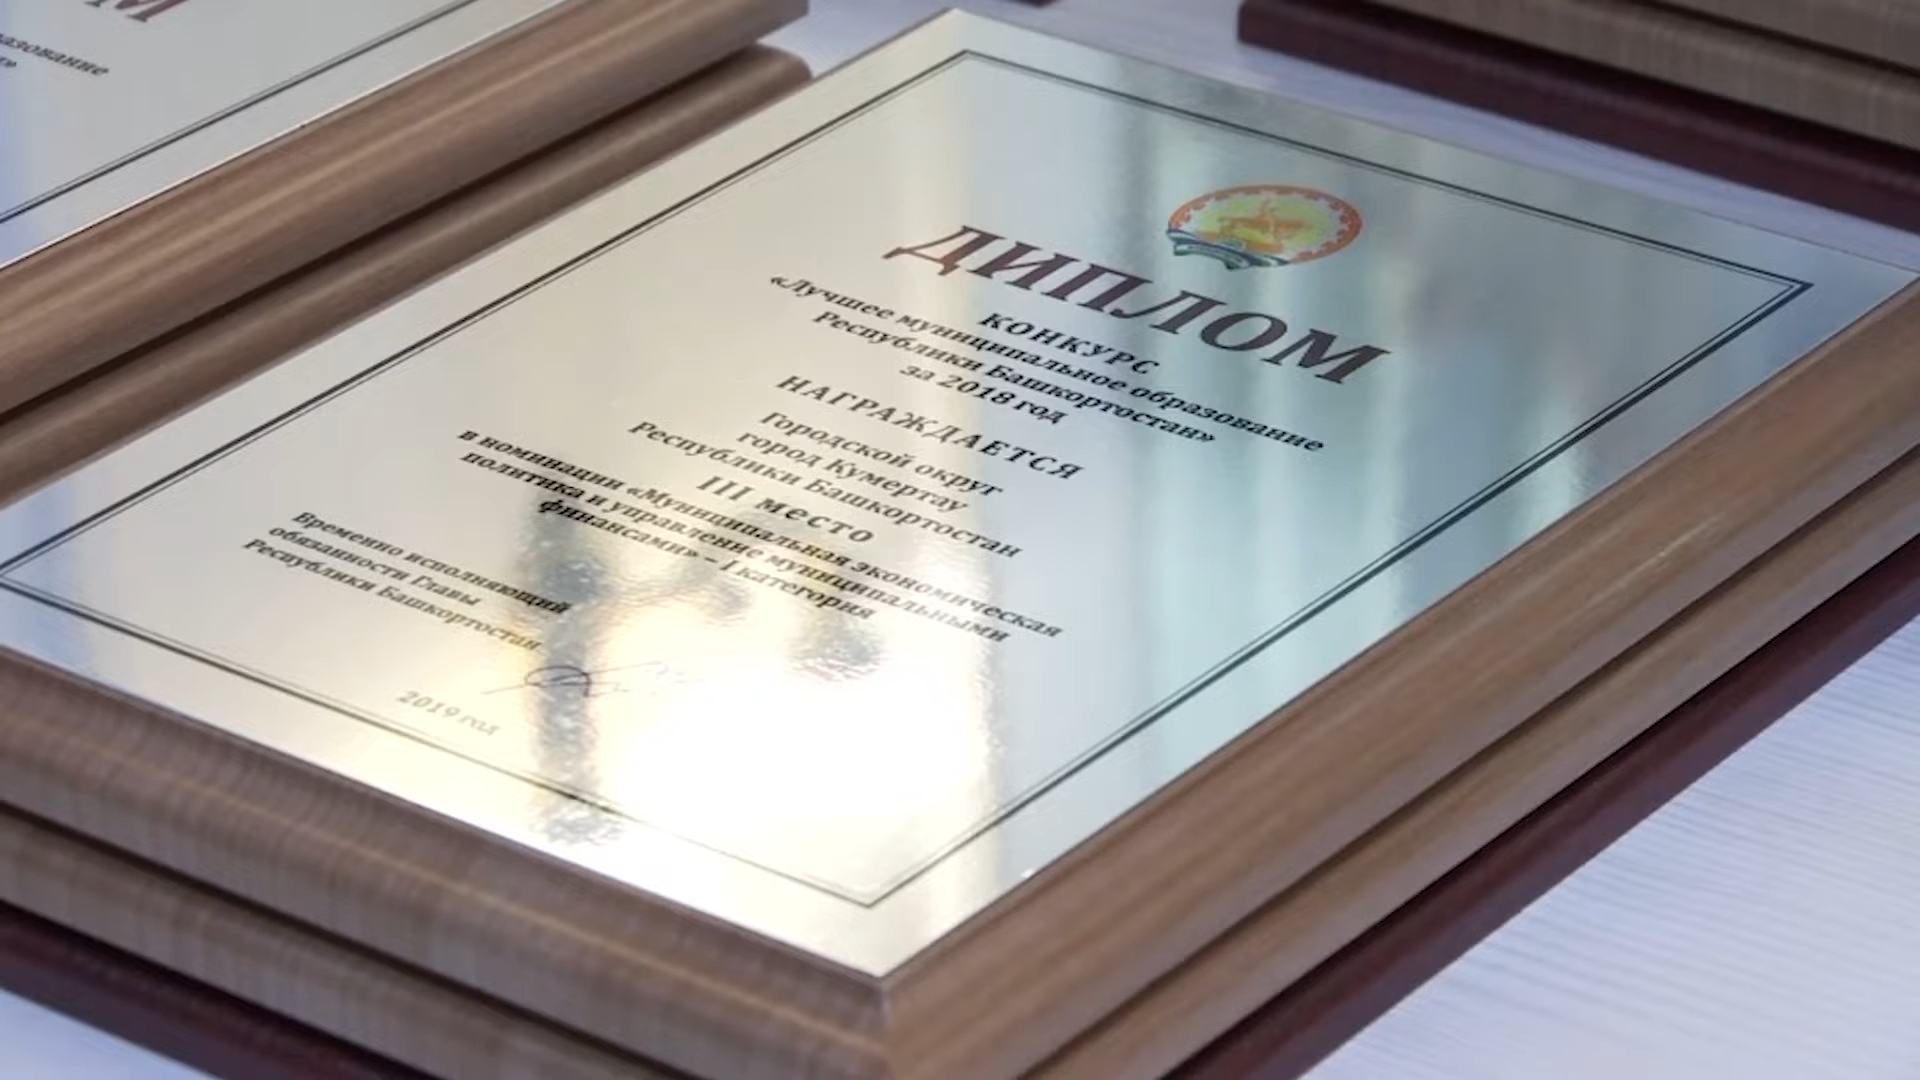 ДИПЛОМ
КОНКУРС
«Лучшее муниципальное образование
Республики Башкортостан»
за 2018 год
НАГРАЖДАЕТСЯ
Городской округ
город Кумертау
Республики Башкортостан
III место
в номинации «Муниципальная экономическая
политика и управление муниципальными
финансами» – I категория
Временно исполняющий
обязанности Главы
Республики Башкортостан
2019 год